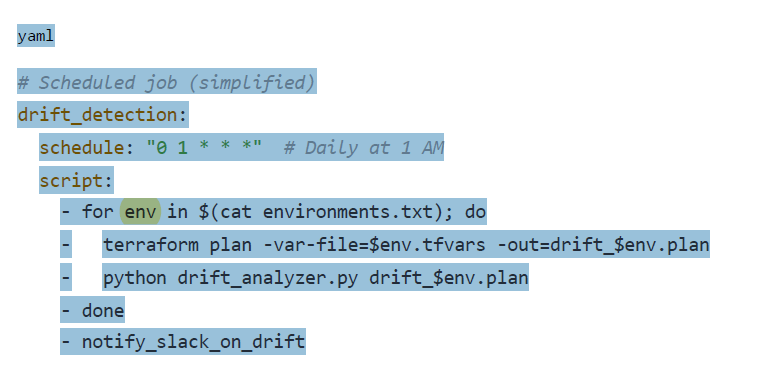 yaml
# Scheduled job (simplified)
drift_detection:
  schedule: "0 1 * * *"  # Daily at 1 AM
  script:
    - for env in $(cat environments.txt); do
    -   terraform plan -var-file=$env.tfvars -out=drift_$env.plan
    -   python drift_analyzer.py drift_$env.plan
    - done
    - notify_slack_on_drift